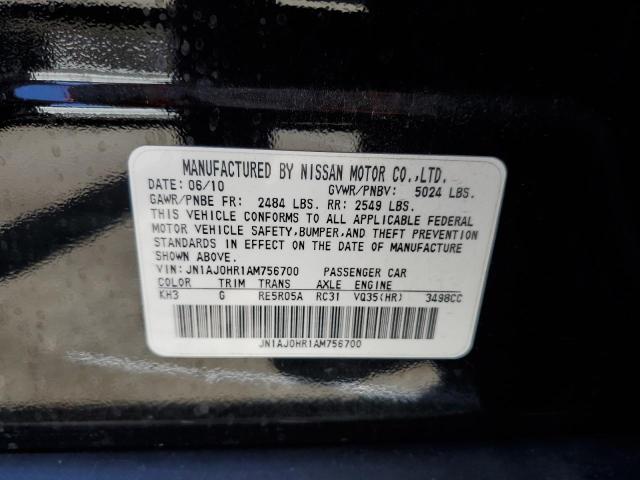 MANUFACTURED BY NISSAN MOTOR CO.,LTD.
DATE: 06/10 GVWR/PNBV: 5024 LBS.
GAWR/PNBE FR: 2484 LBS. RR: 2549 LBS.
THIS VEHICLE CONFORMS TO ALL APPLICABLE FEDERAL
MOTOR VEHICLE SAFETY,BUMPER,AND THEFT PREVENTION
STANDARDS IN EFFECT ON THE DATE OF MANUFACTURE
SHOWN ABOVE.
VIN: JN1AJ0HR1AM756700 PASSENGER CAR
COLOR TRIM TRANS AXLE ENGINE
KH3 G RE5R05A RC31 VQ35(HR) 3498CC
JN1AJ0HR1AM756700